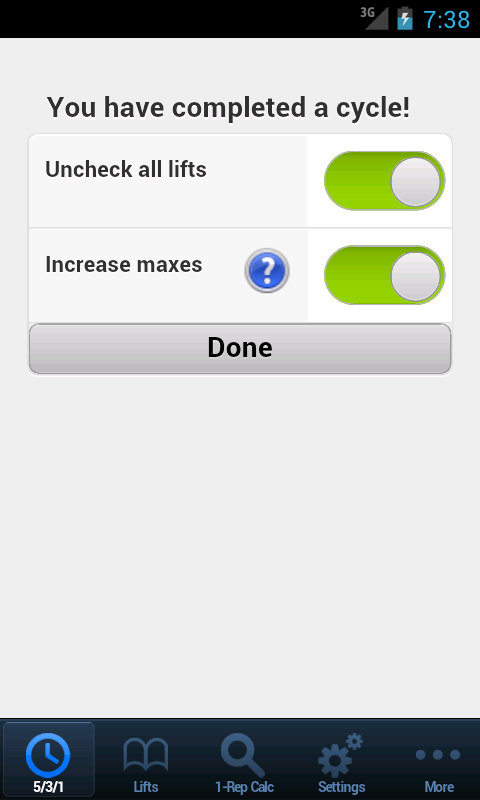 3G 7:38
You have completed a cycle!
Uncheck all lifts
Increase maxes ?
Done
5/3/1 Lifts 1-Rep Calc Settings More